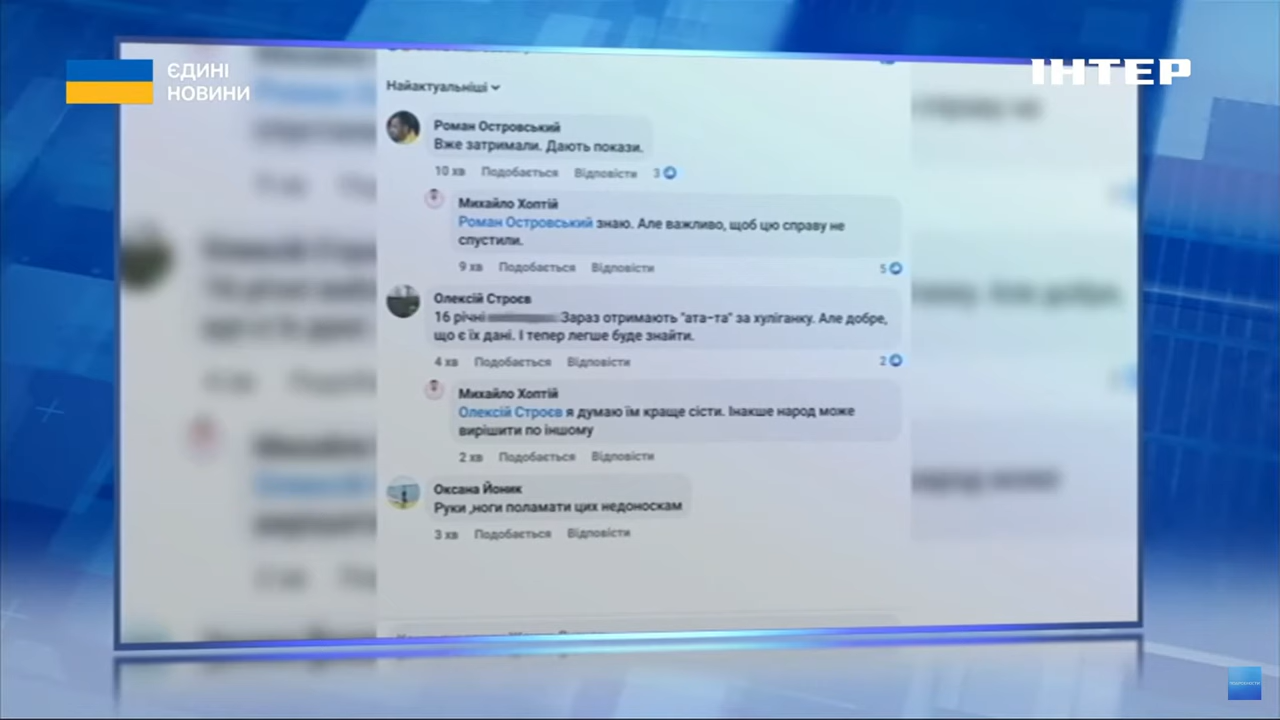 ЄДИНІ
НОВИНИ
ІНТЕР
Найактуальніші
Роман Островський
Вже затримали. Дають покази.
10 хв Подобається Відповісти 3
Михайло Хоптій
Роман Островський знаю. Але важливо, щоб цю справу не
спустили.
9 хв Подобається Відповісти 5
Олексій Строєв
16 річні Зараз отримають "ата-та" за хуліганку. Але добре,
що є їх дані. І тепер легше буде знайти.
4 хв Подобається Відповісти 2
Михайло Хоптій
Олексій Строєв я думаю їм краще сісти. Інакше народ може
вирішити по іншому
2 хв Подобається Відповісти
Оксана Йоник
Руки ,ноги поламати цих недоноскам
3 хв Подобається Відповісти